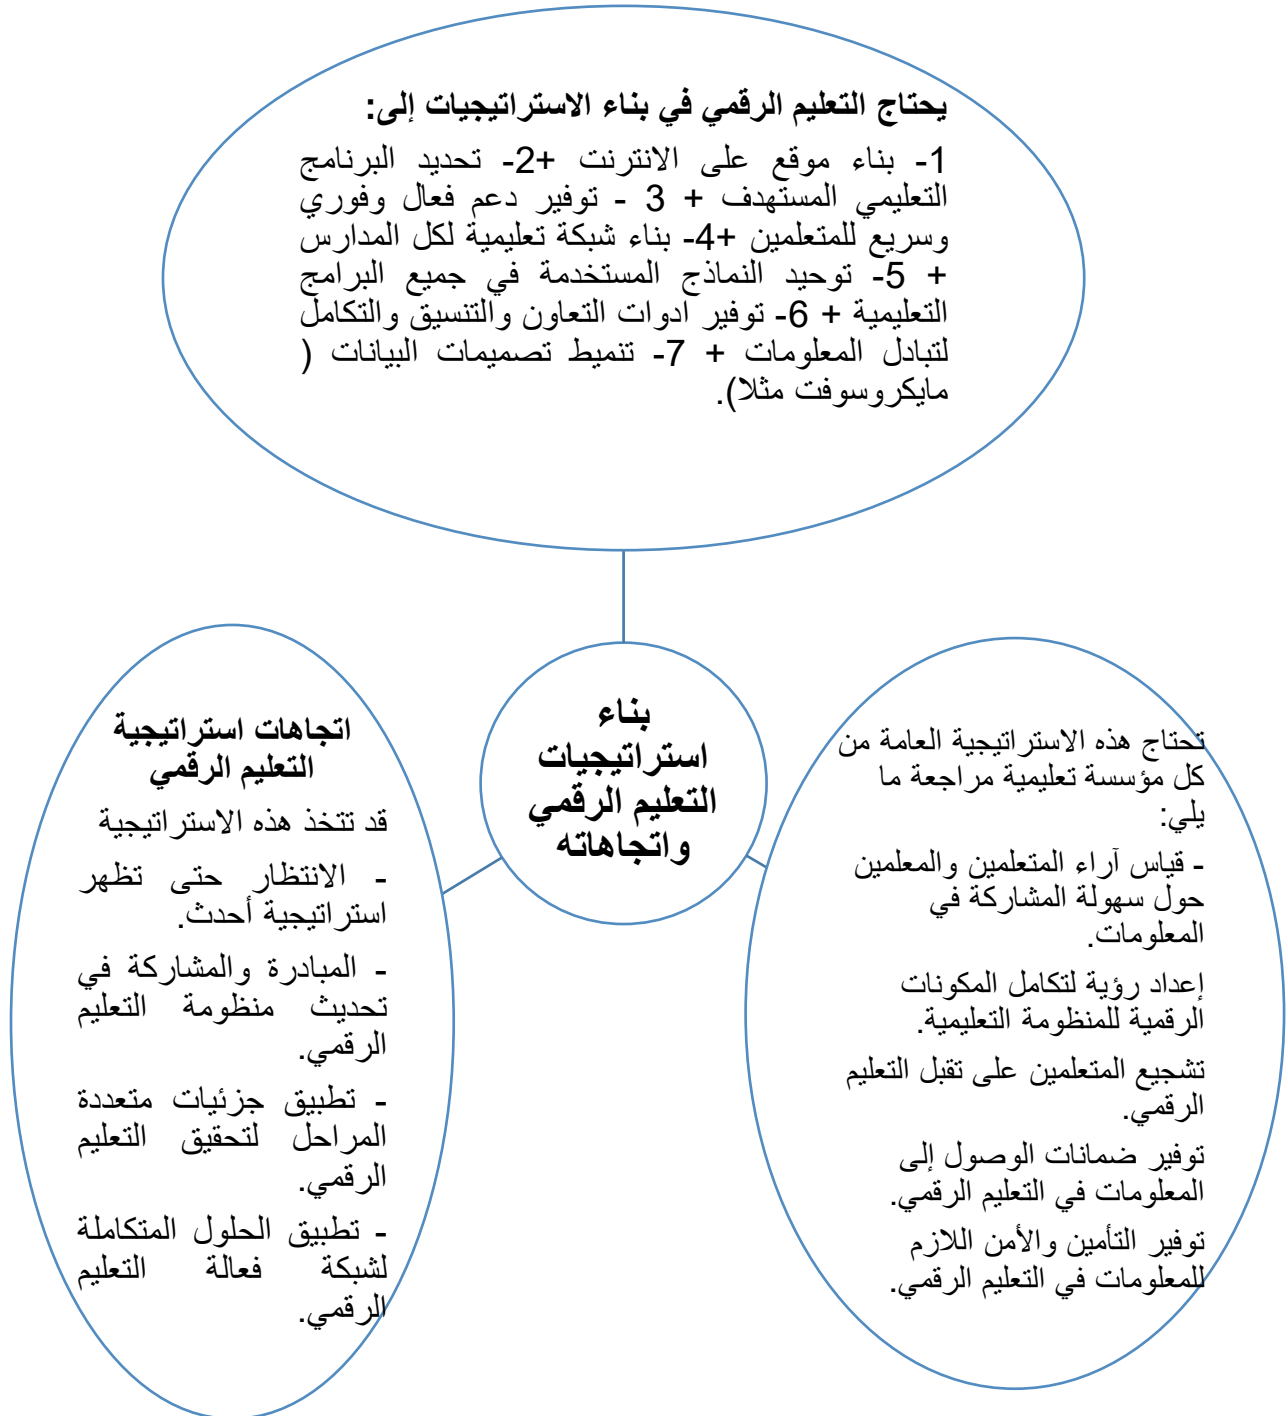 يحتاج التعليم الرقمي في بناء الاستراتيجيات إلى:
1- بناء موقع على الانترنت +2- تحديد البرنامج
التعليمي المستهدف + 3 - توفير دعم فعال وفوري
وسريع للمتعلمين +4- بناء شبكة تعليمية لكل المدارس
+ 5- توحيد النماذج المستخدمة في جميع البرامج
التعليمية + 6- توفير ادوات التعاون والتنسيق والتكامل
لتبادل المعلومات + 7- تنميط تصميمات البيانات (
مايكروسوفت مثلا).
بناء
استراتيجيات
التعليم الرقمي
واتجاهاته
تحتاج هذه الاستراتيجية العامة من
كل مؤسسة تعليمية مراجعة ما
يلي:
- قياس آراء المتعلمين والمعلمين
حول سهولة المشاركة في
المعلومات.
إعداد رؤية لتكامل المكونات
الرقمية للمنظومة التعليمية.
تشجيع المتعلمين على تقبل التعليم
الرقمي.
توفير ضمانات الوصول إلى
المعلومات في التعليم الرقمي.
توفير التأمين والأمن اللازم
للمعلومات في التعليم الرقمي.
اتجاهات استراتيجية
التعليم الرقمي
قد تتخذ هذه الاستراتيجية
- الانتظار حتى تظهر
استراتيجية أحدث.
- المبادرة والمشاركة في
تحديث منظومة التعليم
الرقمي.
- تطبيق جزئيات متعددة
المراحل لتحقيق التعليم
الرقمي.
- تطبيق الحلول المتكاملة
لشبكة فعالة التعليم
الرقمي.